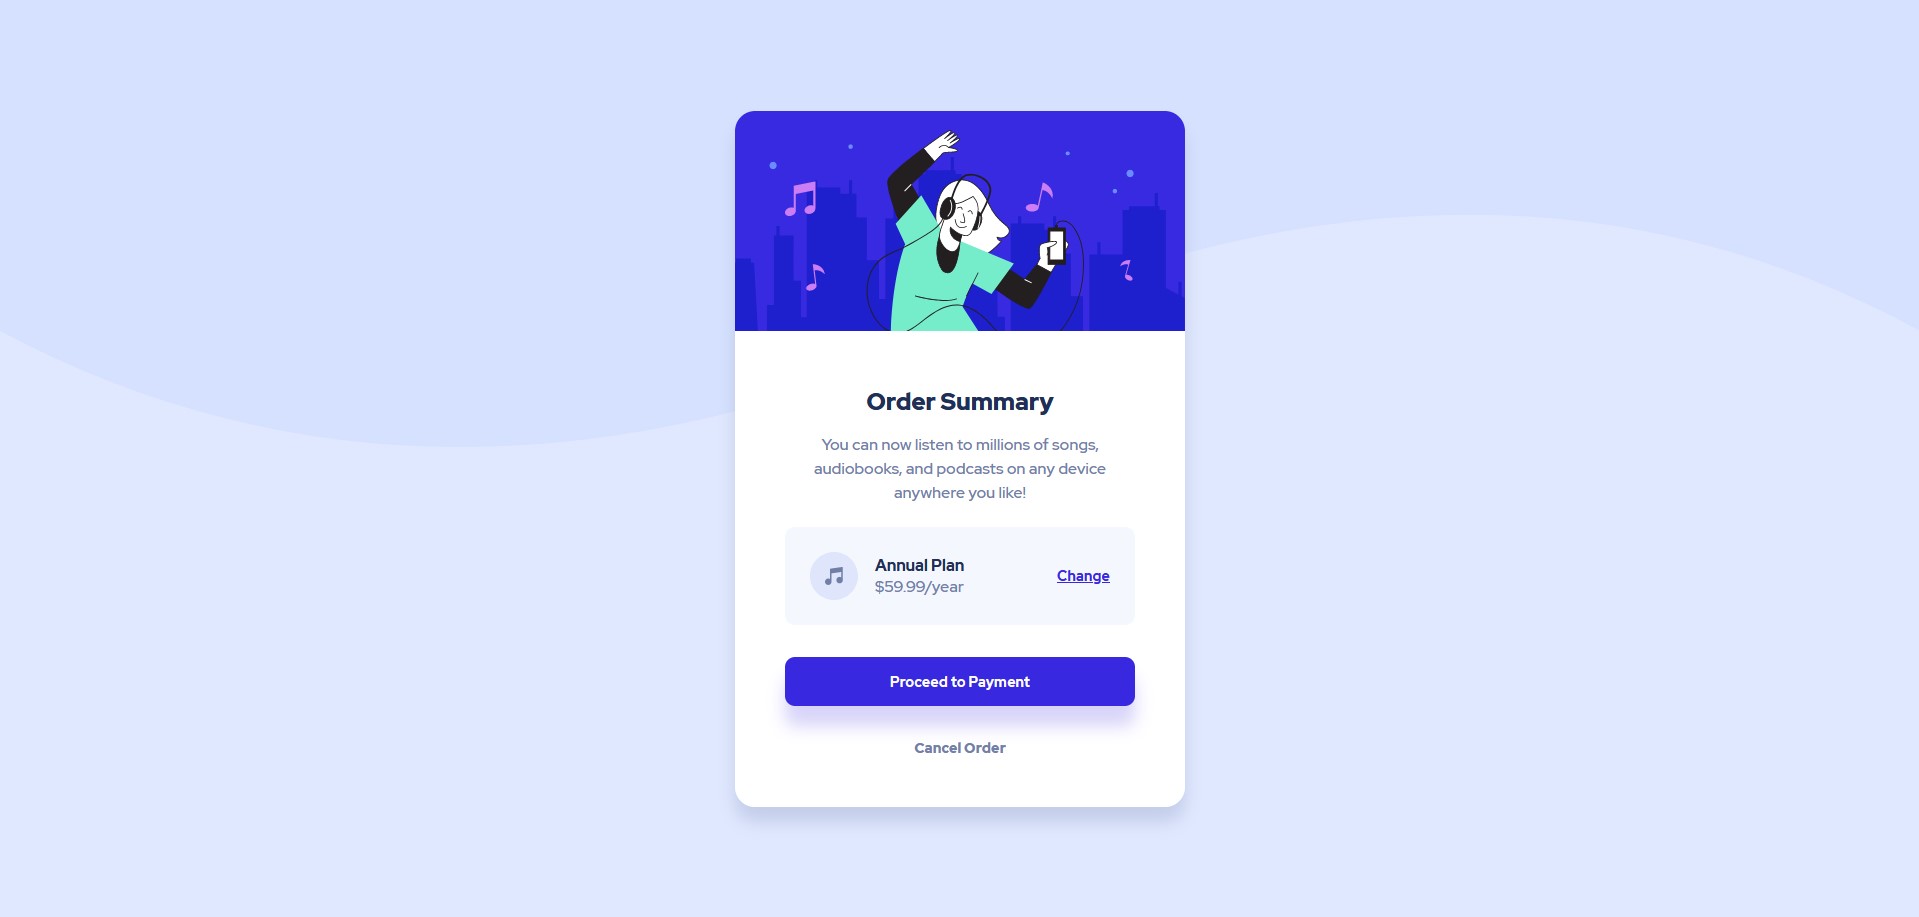 Order Summary
You can now listen to millions of songs,
audiobooks, and podcasts on any device
anywhere you like!
Annual Plan
$59.99/year
Change
Proceed to Payment
Cancel Order